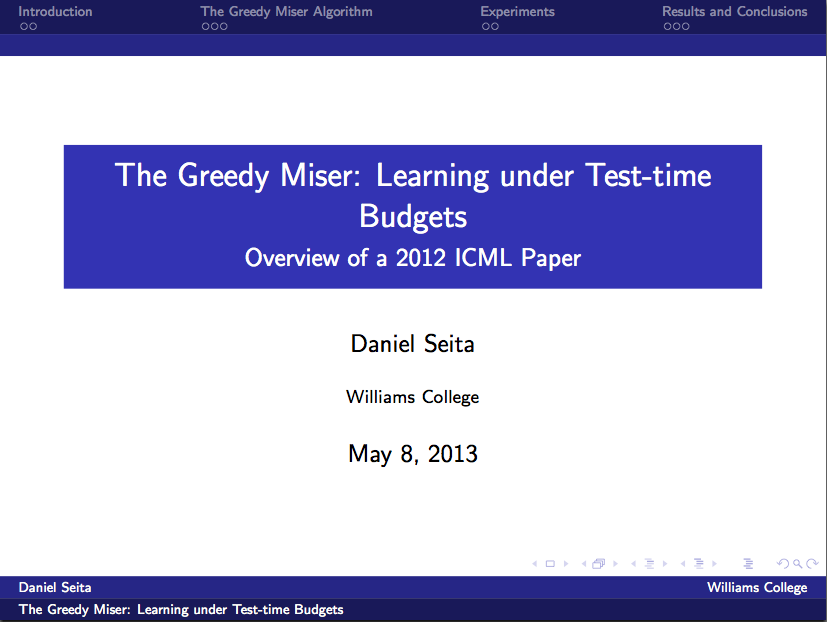 Introduction
The Greedy Miser Algorithm
Experiments
Results and Conclusions
The Greedy Miser: Learning under Test-time
Budgets
Overview of a 2012 ICML Paper
Daniel Seita
Williams College
May 8, 2013
Daniel Seita
Williams College
The Greedy Miser: Learning under Test-time Budgets